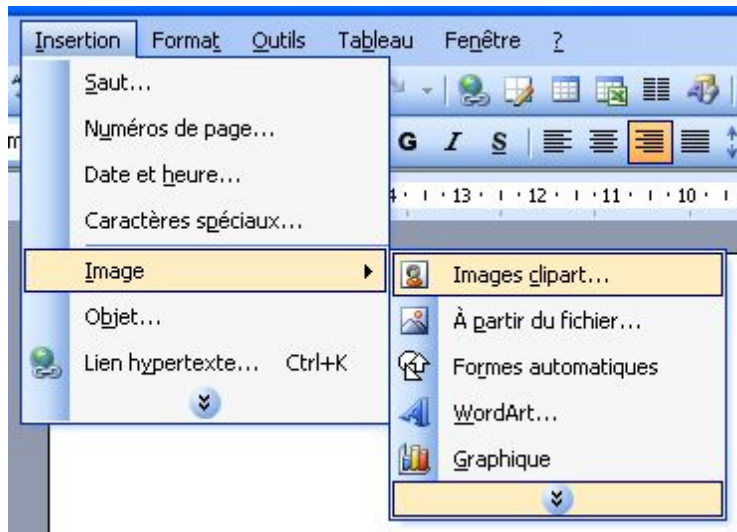 Insertion Format Outils Tableau Fenêtre ?
Saut...
Numéros de page...
G I S
Date et heure...
13 12 11 10
Caractères spéciaux...
Image
Images clipart...
Objet...
À partir du fichier...
Lien hypertexte... Ctrl+K
Formes automatiques
WordArt...
Graphique